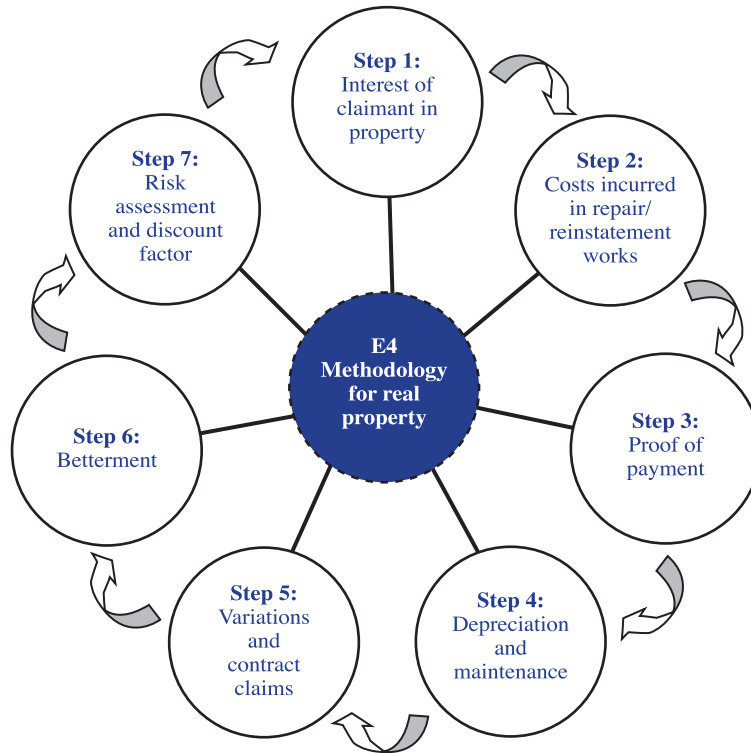 Step 1:
Interest of
claimant in
property
Step 2:
Costs incurred
in repair/
reinstatement
works
Step 3:
Proof of
payment
Step 4:
Depreciation
and
maintenance
Step 5:
Variations
and
contract
claims
Step 6:
Betterment
Step 7:
Risk
assessment
and discount
factor
E4
Methodology
for real
property